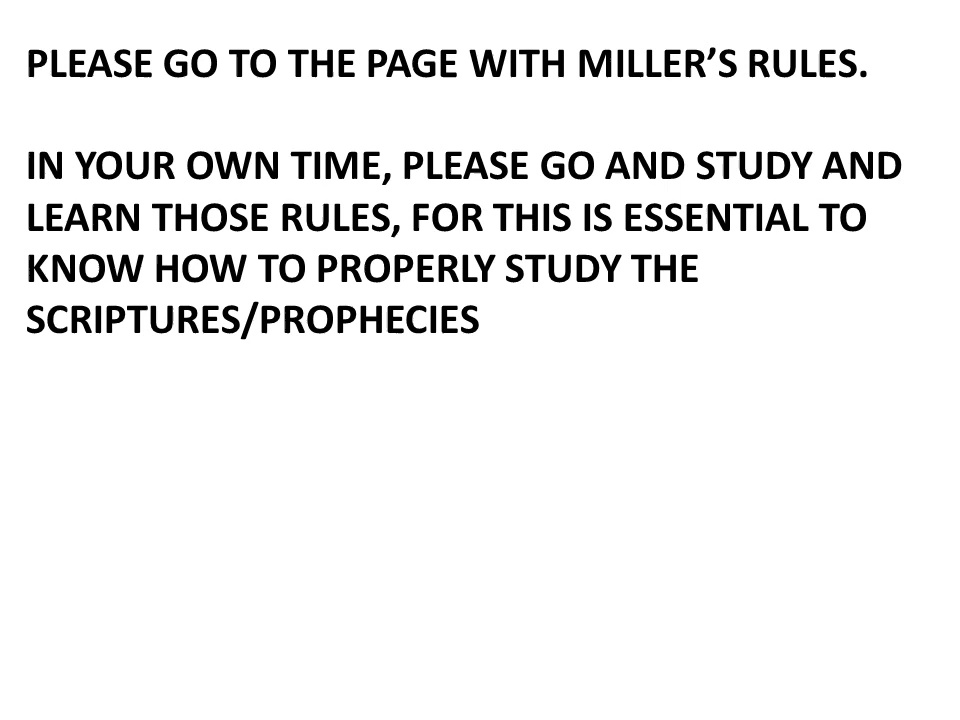 PLEASE GO TO THE PAGE WITH MILLER’S RULES.
IN YOUR OWN TIME, PLEASE GO AND STUDY AND
LEARN THOSE RULES, FOR THIS IS ESSENTIAL TO
KNOW HOW TO PROPERLY STUDY THE
SCRIPTURES/PROPHECIES